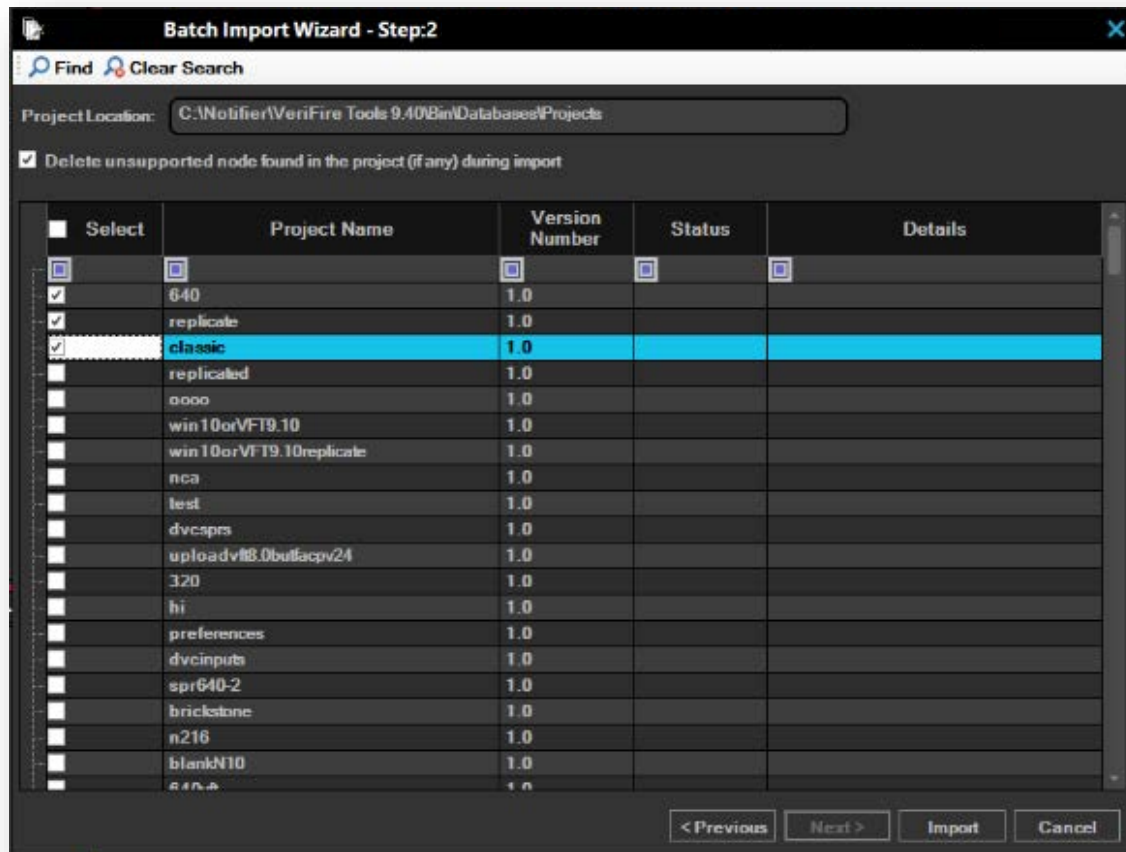 Batch Import Wizard - Step:2
Find Clear Search
Project Location: C:\Notifier\VeriFire Tools 9.40\Bin\Databases\Projects
Delete unsupported node found in the project (if any) during import
Select Project Name Version Number Status Details
640 1.0
replicate 1.0
classic 1.0
replicated 1.0
oooo 1.0
win10orVFT9.10 1.0
win10orVFT9.10replicate 1.0
nca 1.0
test 1.0
dvcsprs 1.0
uploadvft8.0butfacpv24 1.0
320 1.0
hi 1.0
preferences 1.0
dvcinputs 1.0
spr640-2 1.0
brickstone 1.0
n216 1.0
blankN10 1.0
1.0
< Previous Next > Import Cancel